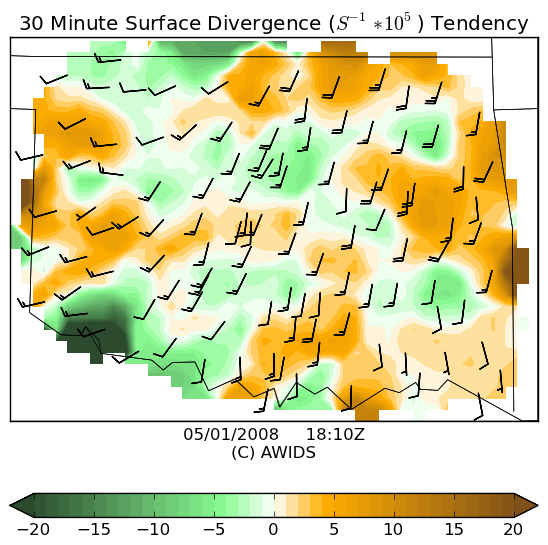 30 Minute Surface Divergence (S⁻¹ ∗10⁵ ) Tendency
05/01/2008 18:10Z
(C) AWIDS
−20 −15 −10 −5 0 5 10 15 20